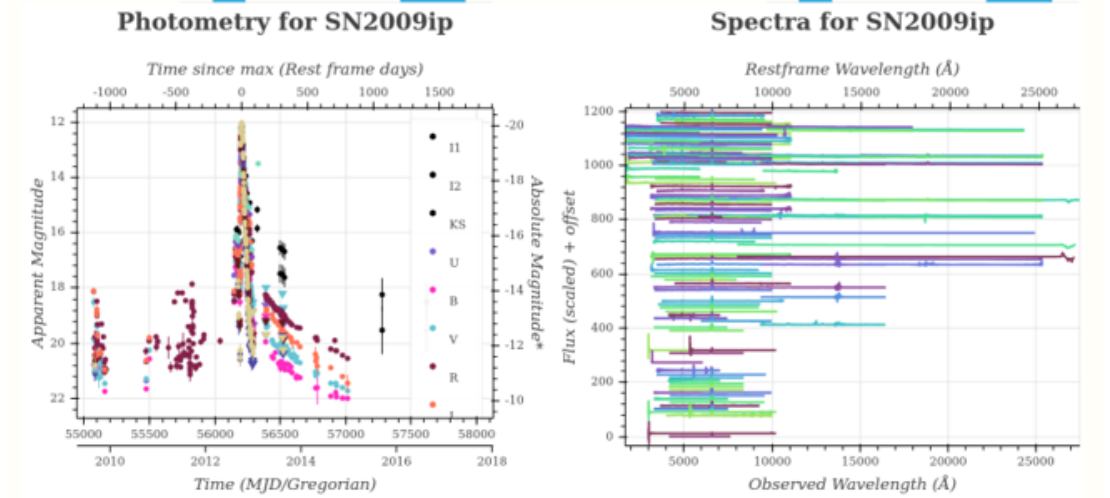 Photometry for SN2009ip
Time since max (Rest frame days)
-1000 -500 0 500 1000 1500
12 14 16 18 20 22
Apparent Magnitude
-20 -18 -16 -14 -12 -10
Absolute Magnitude*
I1
I2
KS
U
B
V
R
55000 55500 56000 56500 57000 57500 58000
2010 2012 2014 2016 2018
Time (MJD/Gregorian)
Spectra for SN2009ip
Restframe Wavelength (Å)
5000 10000 15000 20000 25000
1200
1000
800
600
400
200
0
Flux (scaled) + offset
5000 10000 15000 20000 25000
Observed Wavelength (Å)